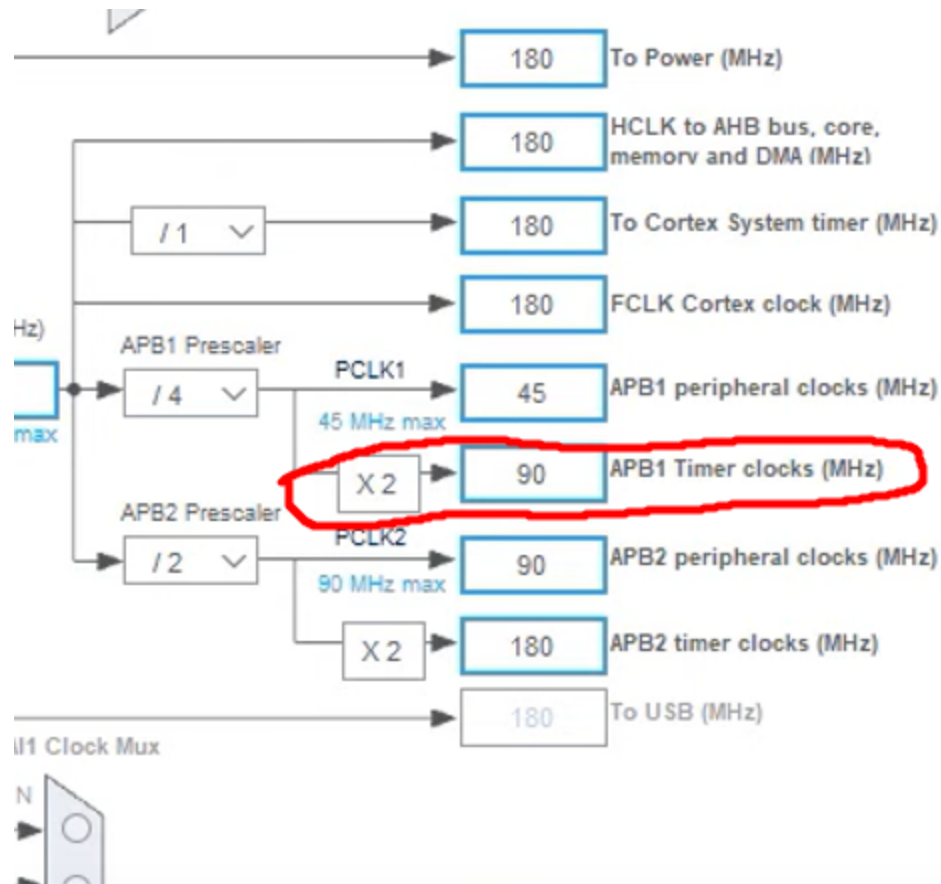 180 To Power (MHz)
180 HCLK to AHB bus, core,
memory and DMA (MHz)
/ 1 180 To Cortex System timer (MHz)
180 FCLK Cortex clock (MHz)
Hz)
APB1 Prescaler
/ 4 PCLK1 45 APB1 peripheral clocks (MHz)
max 45 MHz max
X 2 90 APB1 Timer clocks (MHz)
APB2 Prescaler
PCLK2
/ 2 90 APB2 peripheral clocks (MHz)
90 MHz max
X 2 180 APB2 timer clocks (MHz)
180 To USB (MHz)
AI1 Clock Mux
N